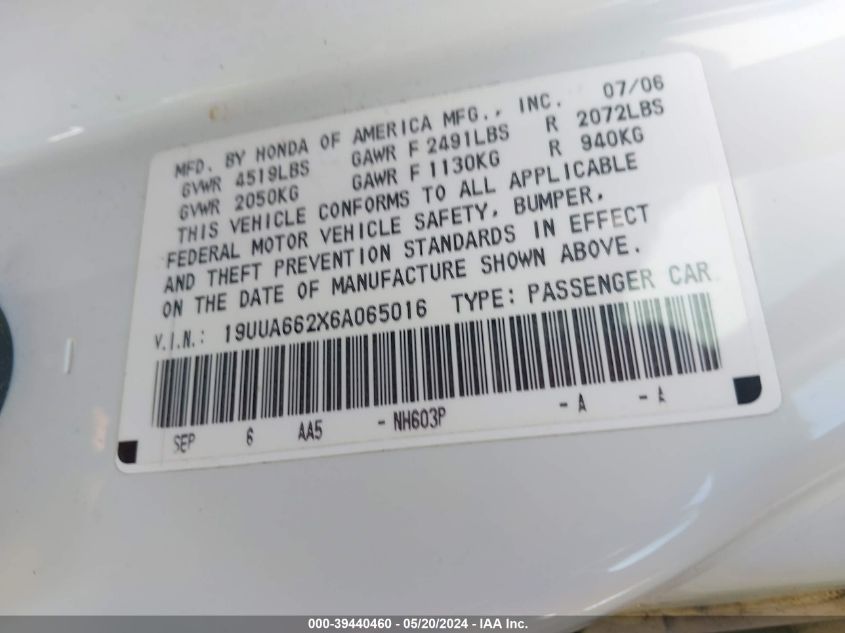 MFD. BY HONDA OF AMERICA MFG., INC. 07/06
GVWR 4519LBS GAWR F 2491LBS R 2072LBS
GVWR 2050KG GAWR F 1130KG R 940KG
THIS VEHICLE CONFORMS TO ALL APPLICABLE
FEDERAL MOTOR VEHICLE SAFETY, BUMPER,
AND THEFT PREVENTION STANDARDS IN EFFECT
ON THE DATE OF MANUFACTURE SHOWN ABOVE.
V.I.N.: 19UUA662X6A065016 TYPE: PASSENGER CAR
SEP 6 AA5 - NH603P - A - A
000-39440460 - 05/20/2024 - IAA Inc.